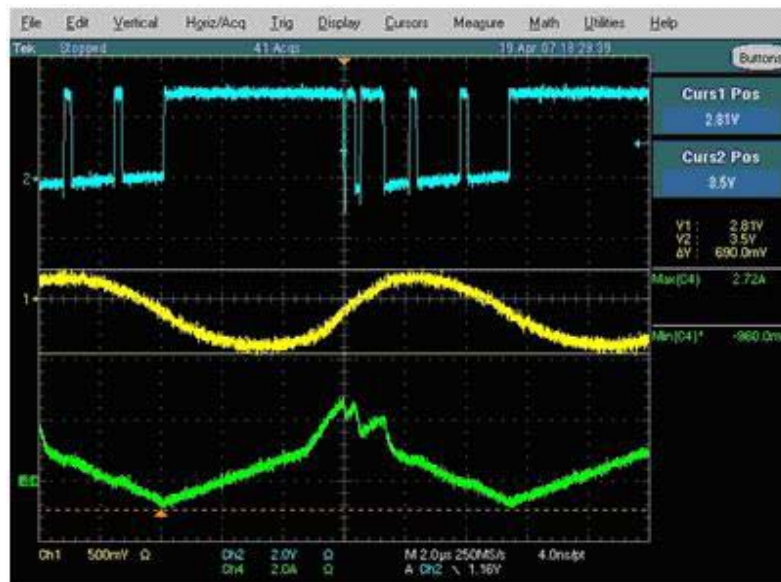 File Edit Vertical Horiz/Acq Trig Display Cursors Measure Math Utilities Help
Tek Stopped 41 Acqs 19 Apr 07 18:29:39
Buttons
Curs1 Pos
2.81V
Curs2 Pos
3.5V
V1 : 2.81V
V2 : 3.5V
ΔV : 690.0mV
Max(C4) 2.72A
Min(C4)* -960.0m
2
1
Ch1 500mV Ω Ch2 2.0V Ω M 2.0µs 250MS/s 4.0ns/pt
Ch4 2.0A Ω A Ch2 \ 1.16V